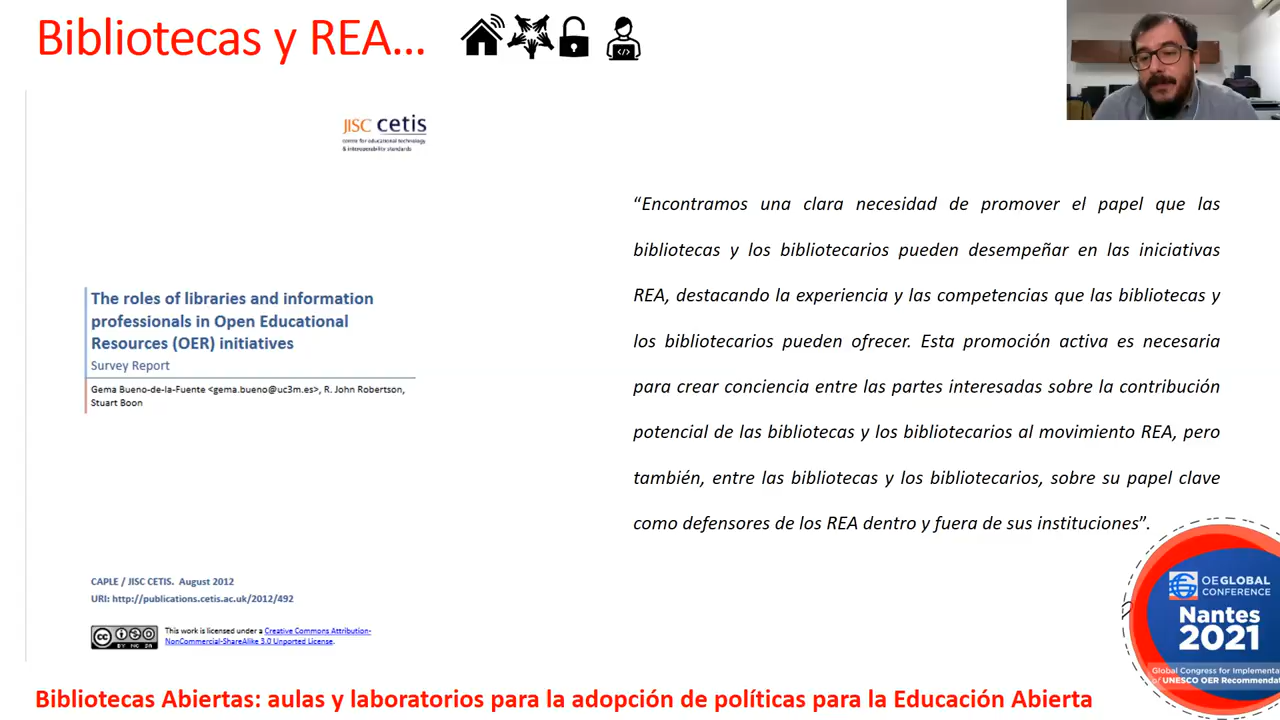 Bibliotecas y REA...
JISC cetis
centre for educational technology
& interoperability standards
The roles of libraries and information
professionals in Open Educational
Resources (OER) initiatives
Survey Report
Gema Bueno-de-la-Fuente <gema.bueno@uc3m.es>, R. John Robertson,
Stuart Boon
CAPLE / JISC CETIS. August 2012
URI: http://publications.cetis.ac.uk/2012/492
cc BY NC SA
This work is licensed under a Creative Commons Attribution-
NonCommercial-ShareAlike 3.0 Unported License.
“Encontramos una clara necesidad de promover el papel que las
bibliotecas y los bibliotecarios pueden desempeñar en las iniciativas
REA, destacando la experiencia y las competencias que las bibliotecas y
los bibliotecarios pueden ofrecer. Esta promoción activa es necesaria
para crear conciencia entre las partes interesadas sobre la contribución
potencial de las bibliotecas y los bibliotecarios al movimiento REA, pero
también, entre las bibliotecas y los bibliotecarios, sobre su papel clave
como defensores de los REA dentro y fuera de sus instituciones”.
OEGLOBAL
CONFERENCE
Nantes
2021
Global Congress for
of UNESCO OER
Bibliotecas Abiertas: aulas y laboratorios para la adopción de políticas para la Educación Abierta